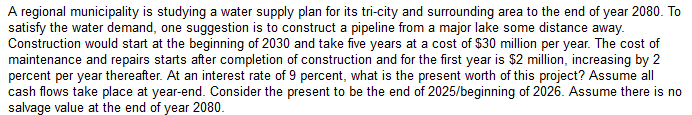 A regional municipality is studying a water supply plan for its tri-city and surrounding area to the end of year 2080. To
satisfy the water demand, one suggestion is to construct a pipeline from a major lake some distance away.
Construction would start at the beginning of 2030 and take five years at a cost of $30 million per year. The cost of
maintenance and repairs starts after completion of construction and for the first year is $2 million, increasing by 2
percent per year thereafter. At an interest rate of 9 percent, what is the present worth of this project? Assume all
cash flows take place at year-end. Consider the present to be the end of 2025/beginning of 2026. Assume there is no
salvage value at the end of year 2080.